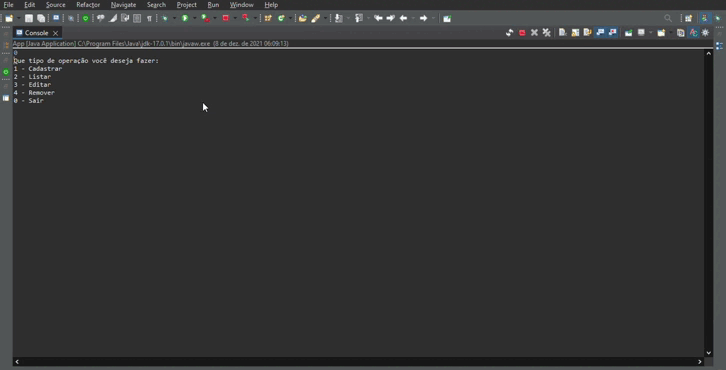 File Edit Source Refactor Navigate Search Project Run Window Help
Console
App [Java Application] C:\Program Files\Java\jdk-17.0.1\bin\javaw.exe (8 de dez. de 2021 06:09:13)
0
Que tipo de operação você deseja fazer:
1 - Cadastrar
2 - Listar
3 - Editar
4 - Remover
0 - Sair